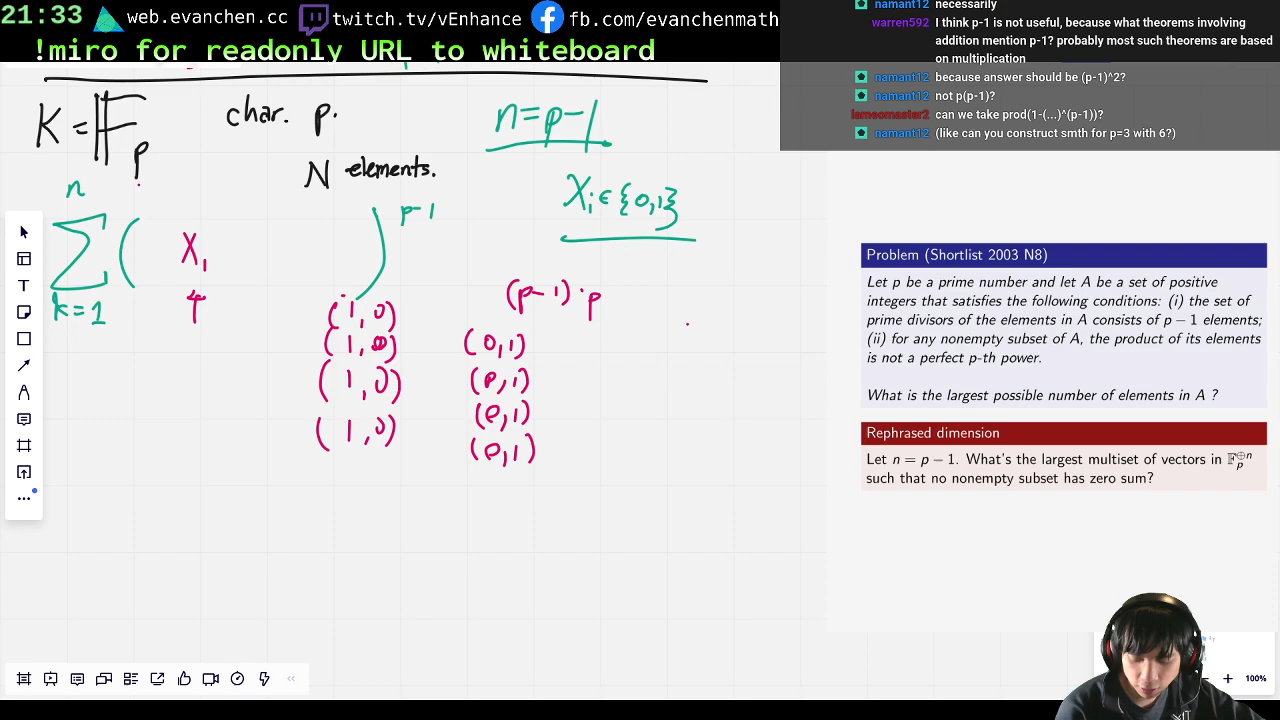 21:33 web.evanchen.cc twitch.tv/vEnhance fb.com/evanchenmath
!miro for readonly URL to whiteboard
namant12 necessarily
warren592 I think p-1 is not useful, because what theorems involving
addition mention p-1? probably most such theorems are based
on multiplication
namant12 because answer should be (p-1)^2?
namant12 not p(p-1)?
lameomaster2 can we take prod(1-(...)^(p-1))?
namant12 (like can you construct smth for p=3 with 6?)
K = 𝔽p char. p. n=p-1
N elements.
Xi ∈ {0,1}
n
Σ ( X1 ) p-1
k=1
(p-1)·p
(1,0)
(1,0) (0,1)
(1,0) (0,1)
(0,1)
(1,0) (0,1)
Problem (Shortlist 2003 N8)
Let p be a prime number and let A be a set of positive
integers that satisfies the following conditions: (i) the set of
prime divisors of the elements in A consists of p − 1 elements;
(ii) for any nonempty subset of A, the product of its elements
is not a perfect p-th power.
What is the largest possible number of elements in A ?
Rephrased dimension
Let n = p − 1. What's the largest multiset of vectors in 𝔽p⊕n
such that no nonempty subset has zero sum?
T
100%